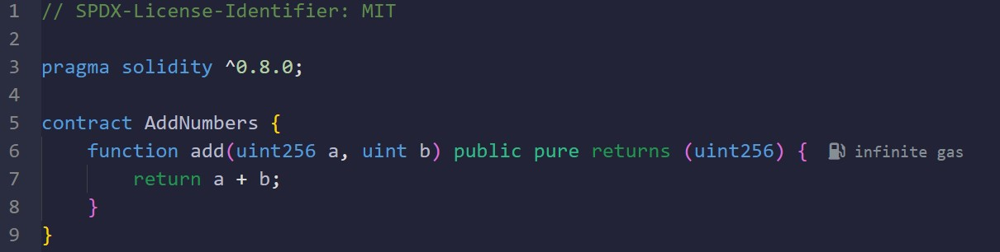 1 // SPDX-License-Identifier: MIT
2
3 pragma solidity ^0.8.0;
4
5 contract AddNumbers {
6     function add(uint256 a, uint b) public pure returns (uint256) {  infinite gas
7         return a + b;
8     }
9 }